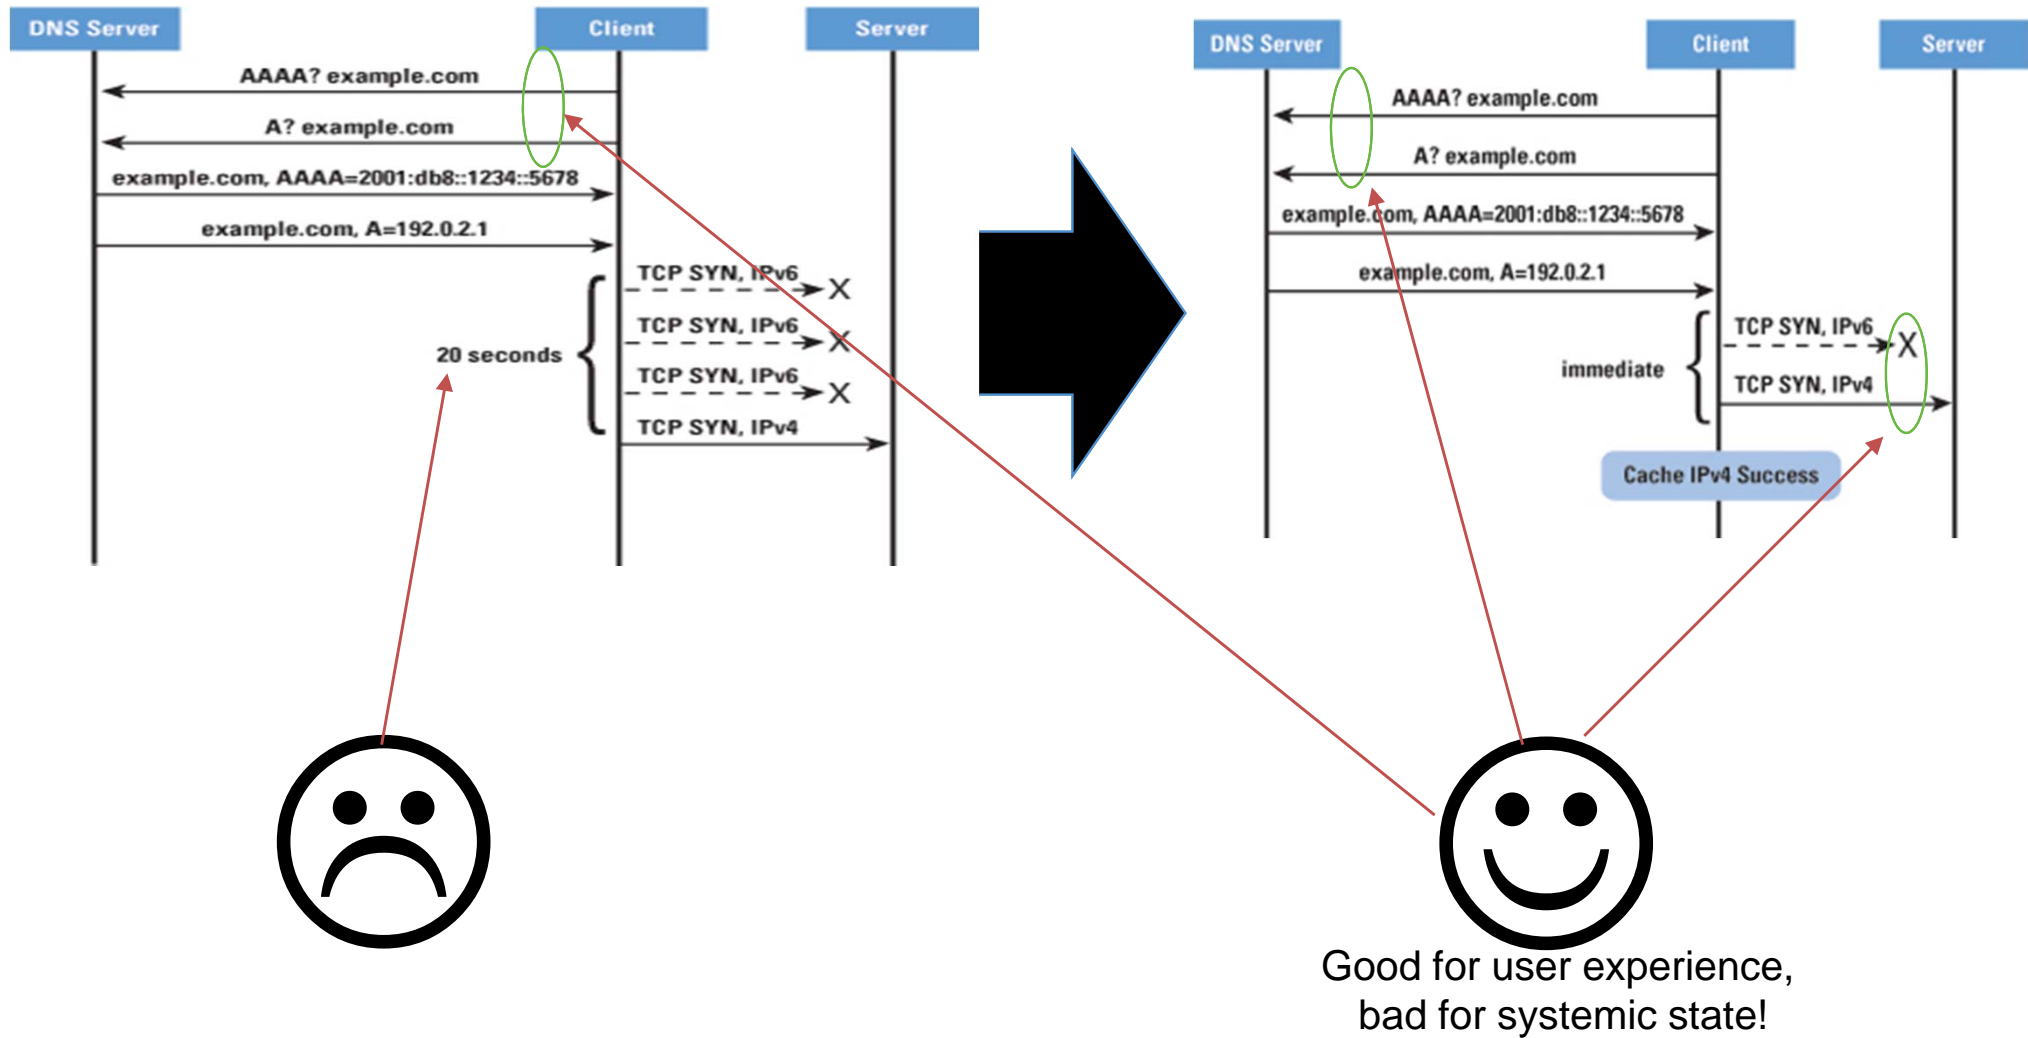 DNS Server
Client
Server
AAAA? example.com
A? example.com
example.com, AAAA=2001:db8::1234::5678
example.com, A=192.0.2.1
TCP SYN, IPv6
X
TCP SYN, IPv6
X
20 seconds
TCP SYN, IPv6
X
TCP SYN, IPv4
DNS Server
Client
Server
AAAA? example.com
A? example.com
example.com, AAAA=2001:db8::1234::5678
example.com, A=192.0.2.1
TCP SYN, IPv6
X
immediate
TCP SYN, IPv4
Cache IPv4 Success
Good for user experience,
bad for systemic state!